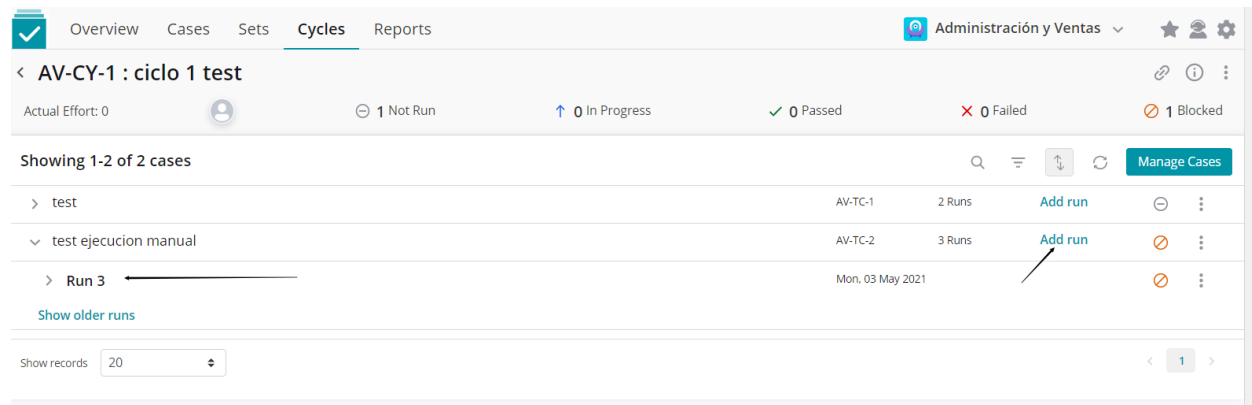 Overview Cases Sets Cycles Reports Administración y Ventas
AV-CY-1 : ciclo 1 test
Actual Effort: 0 1 Not Run 0 In Progress 0 Passed 0 Failed 1 Blocked
Showing 1-2 of 2 cases Manage Cases
test AV-TC-1 2 Runs Add run
test ejecucion manual AV-TC-2 3 Runs Add run
Run 3 Mon, 03 May 2021
Show older runs
Show records 20 1